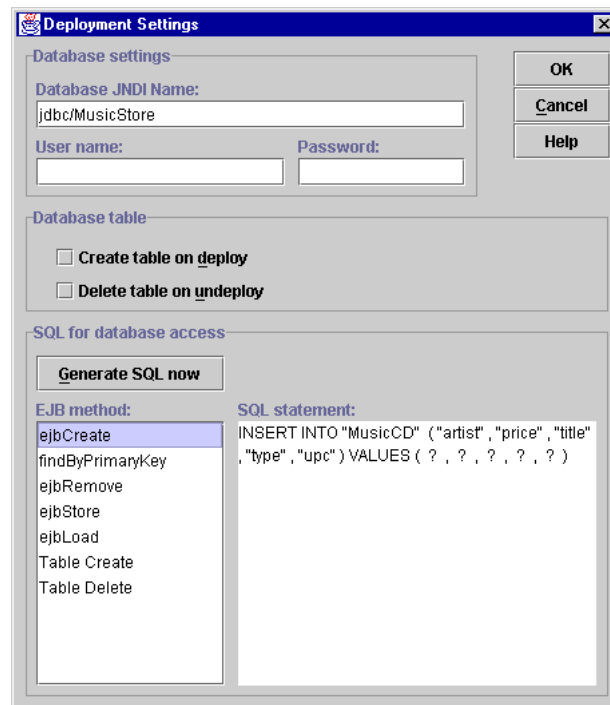 Deployment Settings
Database settings
Database JNDI Name:
jdbc/MusicStore
User name:
Password:
OK
Cancel
Help
Database table
Create table on deploy
Delete table on undeploy
SQL for database access
Generate SQL now
EJB method:
ejbCreate
findByPrimaryKey
ejbRemove
ejbStore
ejbLoad
Table Create
Table Delete
SQL statement:
INSERT INTO "MusicCD" ("artist" , "price" , "title"
, "type" , "upc" ) VALUES ( ? , ? , ? , ? , ? )